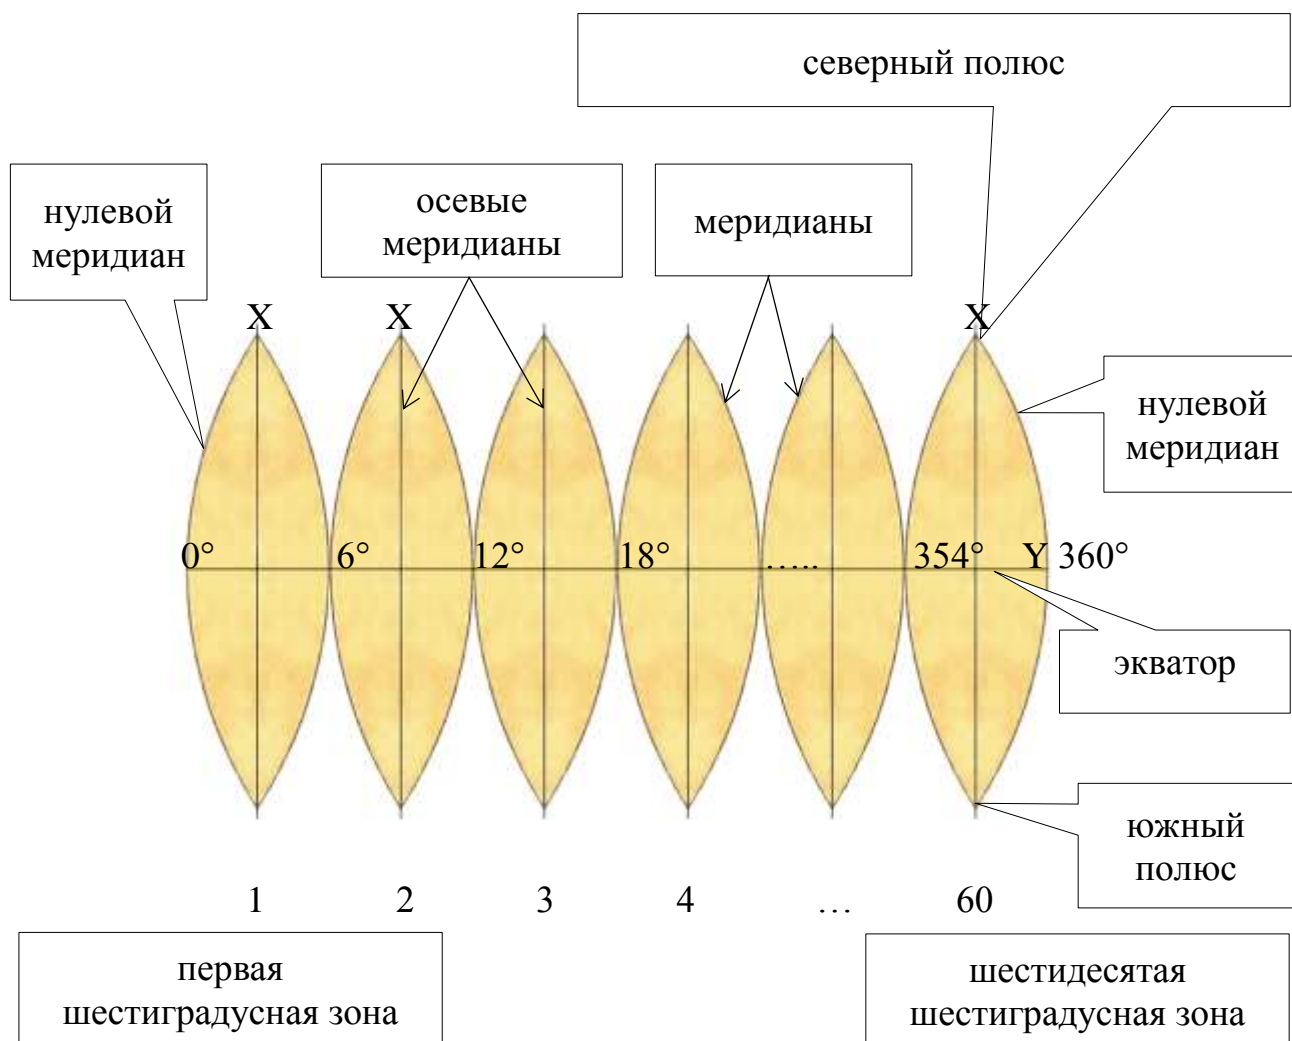 северный полюс
нулевой
меридиан
осевые
меридианы
меридианы
X X X
нулевой
меридиан
0° 6° 12° 18° ..... 354° Y 360°
экватор
южный
полюс
1 2 3 4 ... 60
первая
шестиградусная зона
шестидесятая
шестиградусная зона